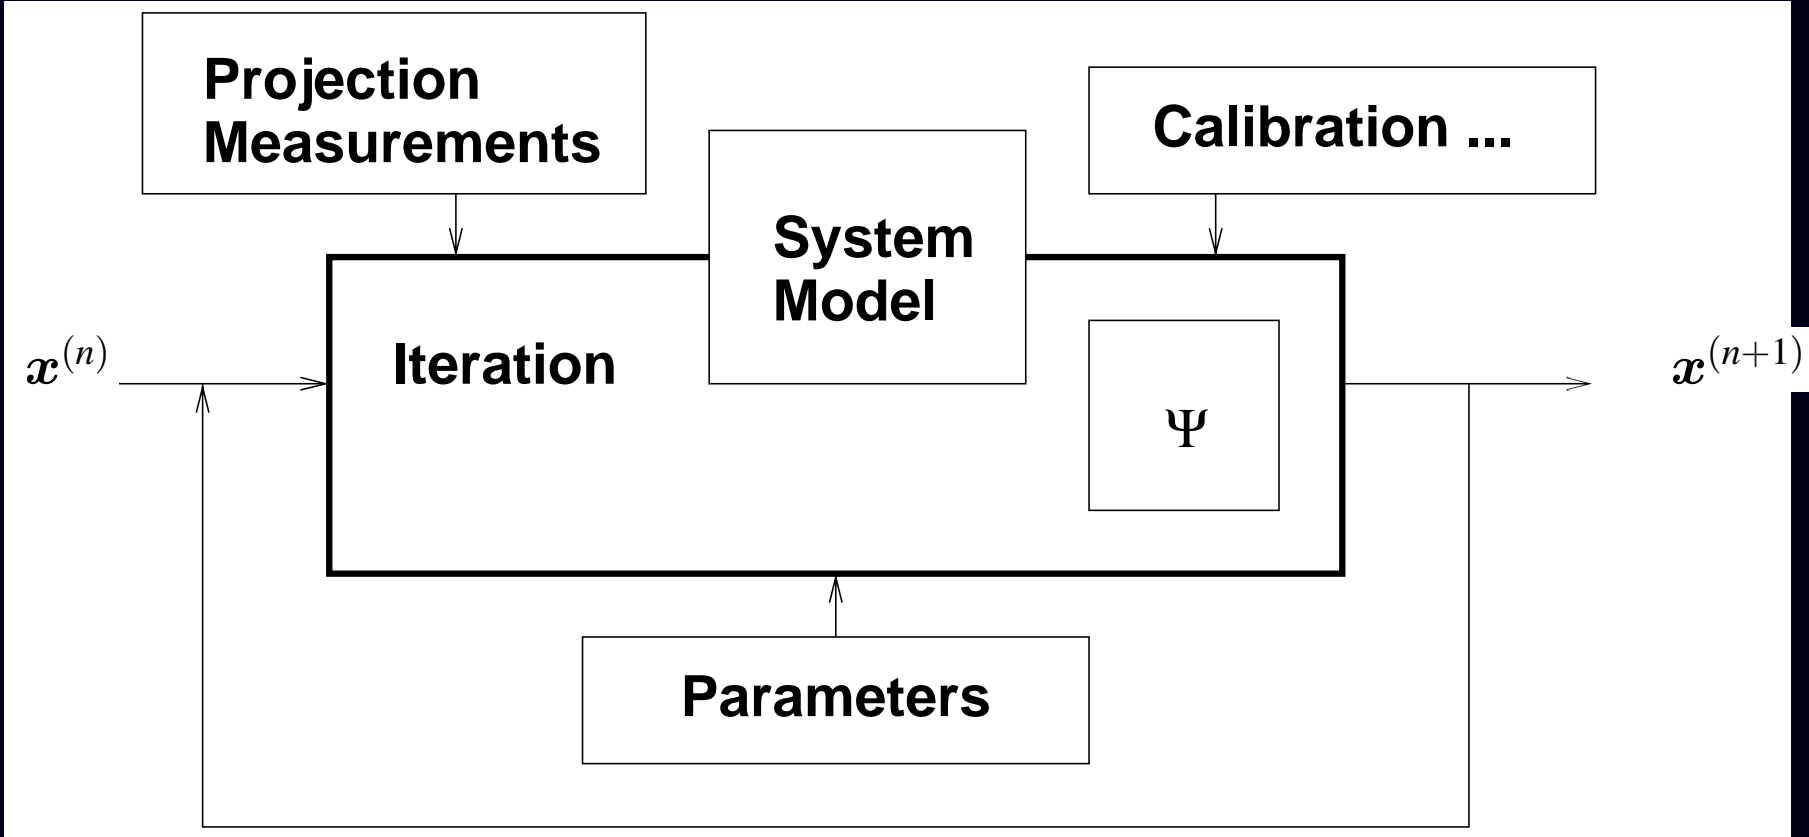 Projection
Measurements
Calibration ...
System
Model
Iteration
x^{(n)}
x^{(n+1)}
Ψ
Parameters